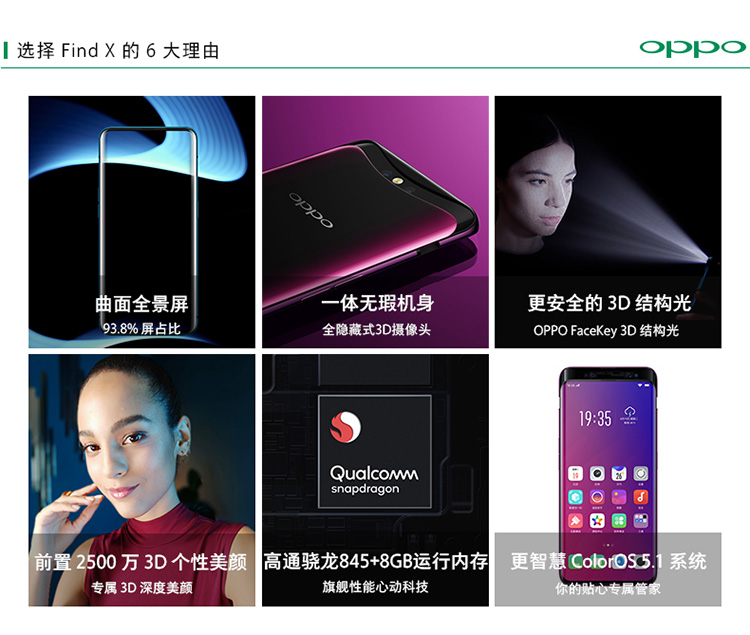 选择 Find X 的 6 大理由
oppo
曲面全景屏
93.8% 屏占比
oppo
一体无瑕机身
全隐藏式3D摄像头
更安全的 3D 结构光
OPPO FaceKey 3D 结构光
前置 2500 万 3D 个性美颜
专属 3D 深度美颜
Qualcomm
snapdragon
高通骁龙845+8GB运行内存
旗舰性能心动科技
19:35
更智慧 ColorOS 5.1 系统
你的贴心专属管家